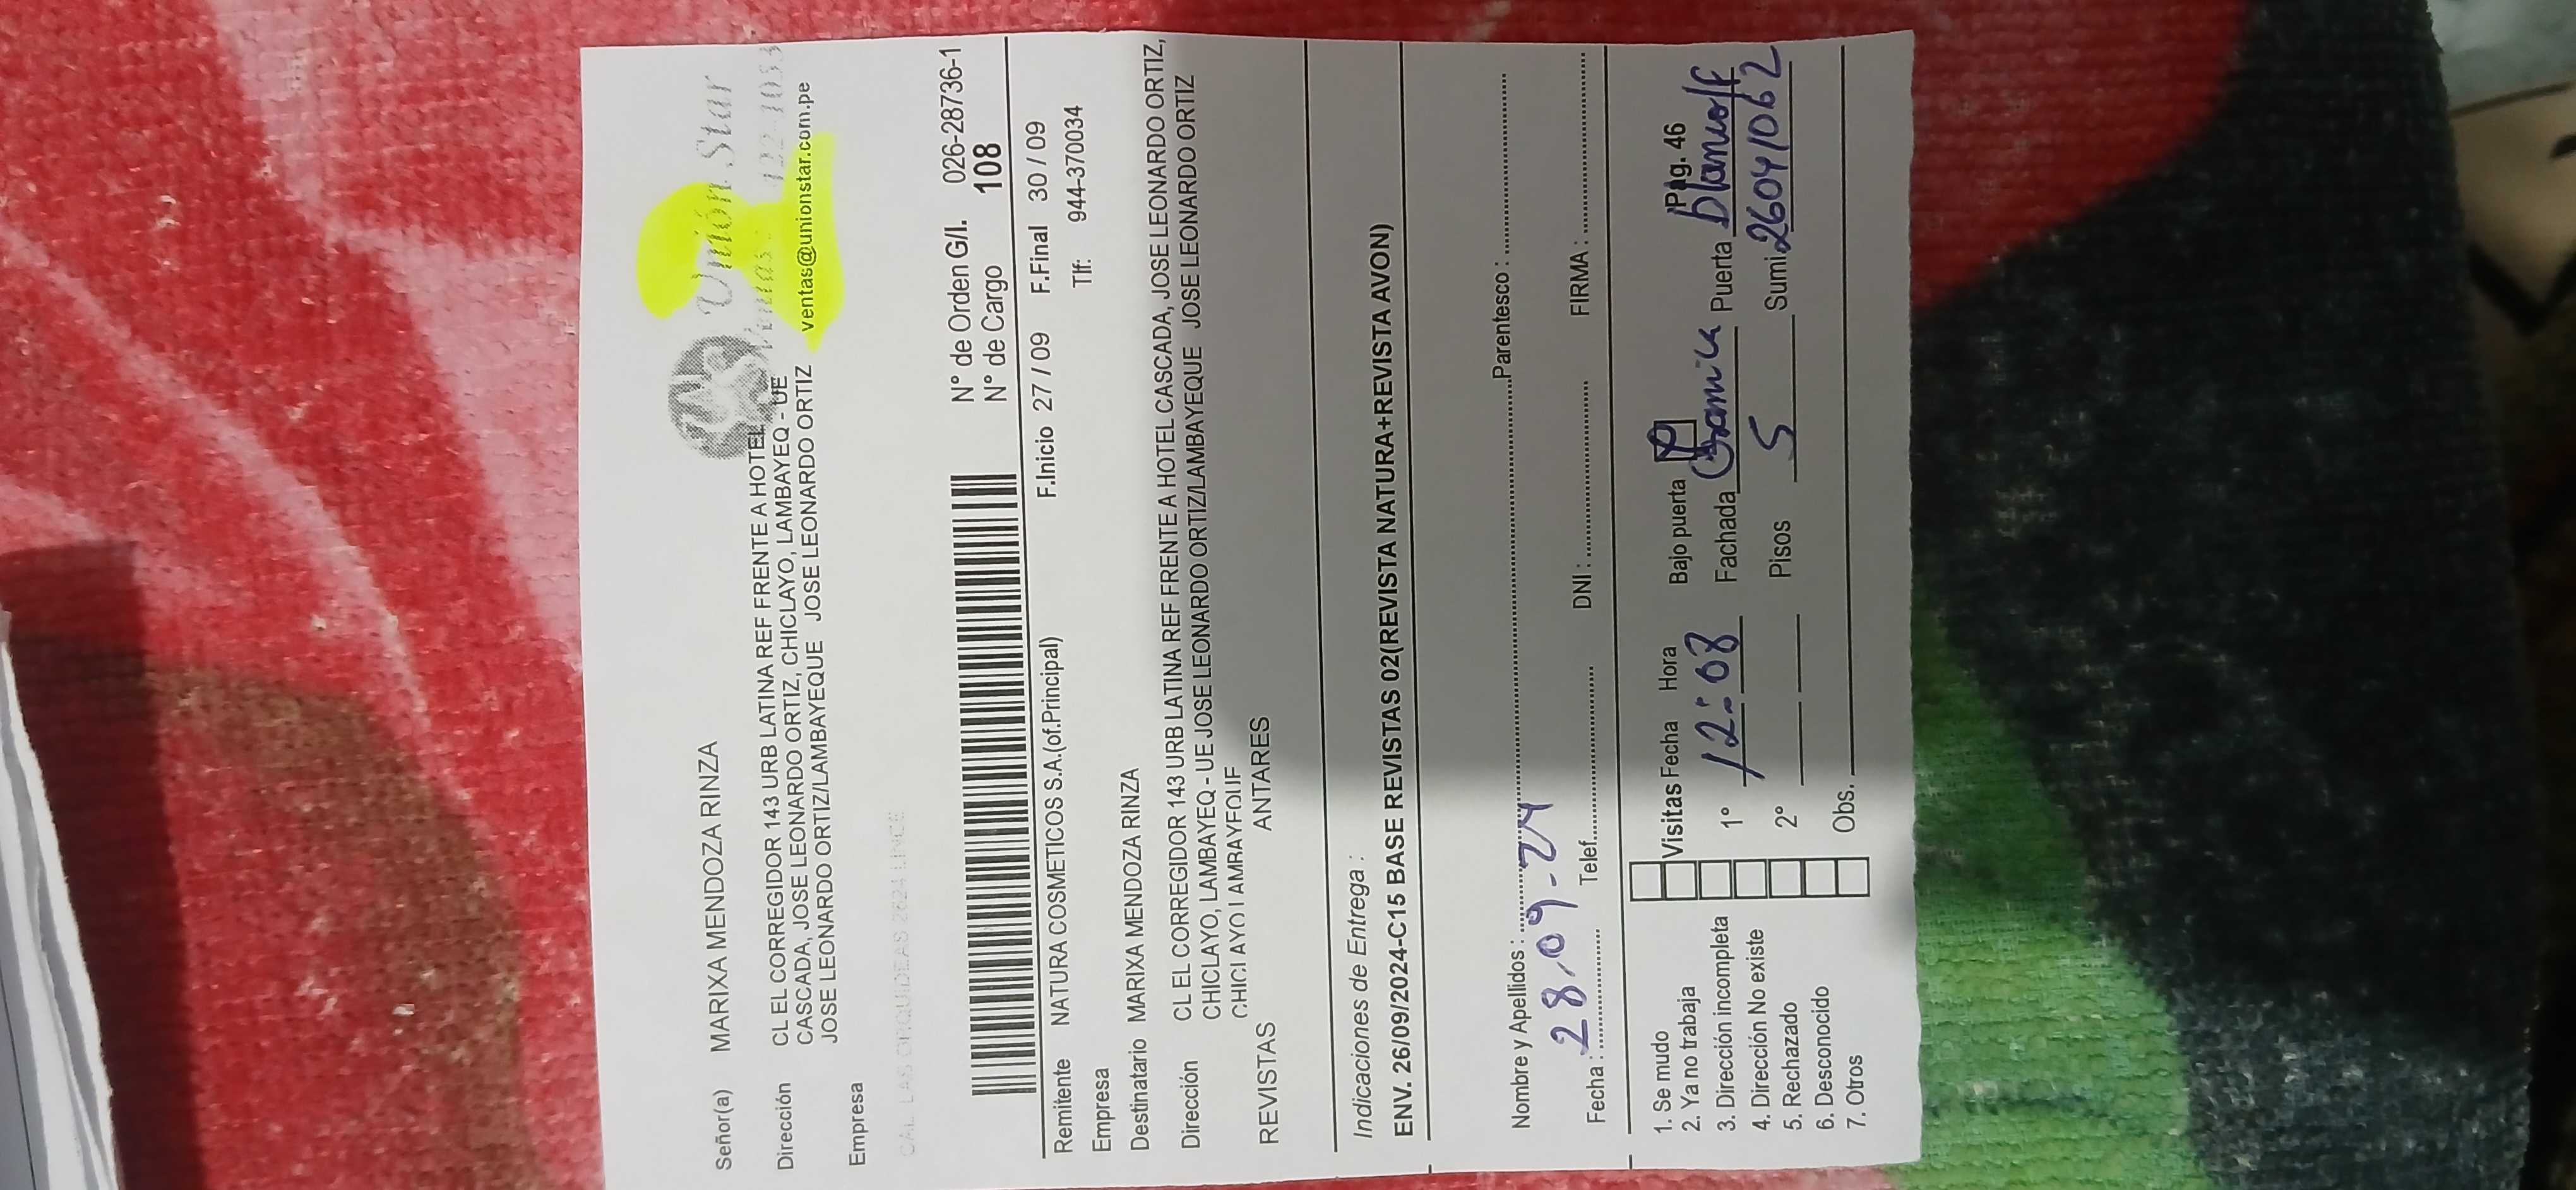 Unión Star
Ventas:
ventas@unionstar.com.pe
Señor(a) MARIXA MENDOZA RINZA
Dirección CL EL CORREGIDOR 143 URB LATINA REF FRENTE A HOTEL
CASCADA, JOSE LEONARDO ORTIZ, CHICLAYO, LAMBAYEQ - UE
JOSE LEONARDO ORTIZ/LAMBAYEQUE JOSE LEONARDO ORTIZ
Empresa
CAL. LAS ORQUIDEAS 2624 LINCE
N° de Orden G/I. 026-28736-1
N° de Cargo 108
F.Inicio 27 / 09 F.Final 30 / 09
Remitente NATURA COSMETICOS S.A.(of.Principal)
Tlf: 944-370034
Empresa
Destinatario MARIXA MENDOZA RINZA
Dirección CL EL CORREGIDOR 143 URB LATINA REF FRENTE A HOTEL CASCADA, JOSE LEONARDO ORTIZ,
CHICLAYO, LAMBAYEQ - UE JOSE LEONARDO ORTIZ/LAMBAYEQUE JOSE LEONARDO ORTIZ
REVISTAS ANTARES
Indicaciones de Entrega :
ENV. 26/09/2024-C15 BASE REVISTAS 02(REVISTA NATURA+REVISTA AVON)
Nombre y Apellidos : Parentesco :
28.09-24
Fecha : Telef. DNI : FIRMA :
Pág. 46
1. Se mudo Visitas Fecha Hora Bajo puerta
2. Ya no trabaja
3. Dirección incompleta 1° 12:08 Fachada Puerta
4. Dirección No existe
5. Rechazado 2° Pisos 5 Sumi 26041062
6. Desconocido
7. Otros Obs.